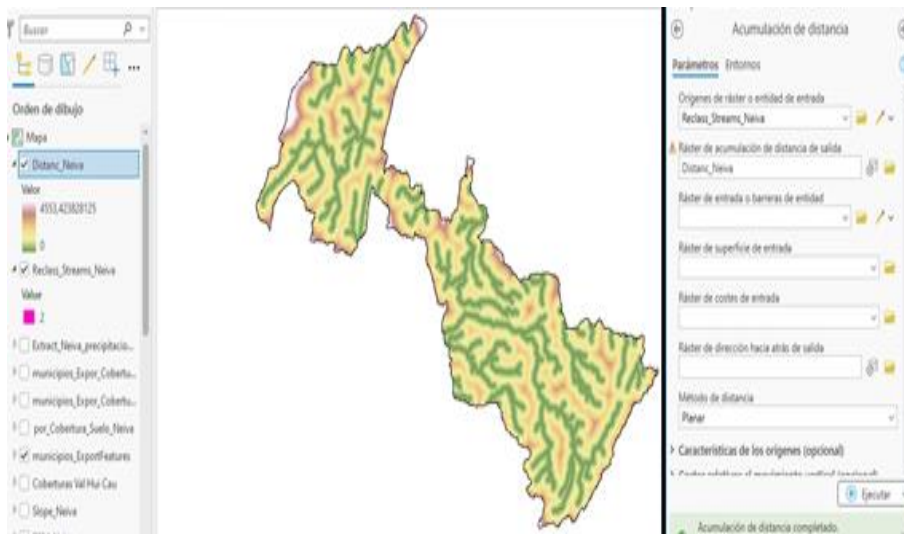 Buscar
Orden de dibujo
Mapa
Distanc_Neiva
Valor
4553,423828125
0
Reclass_Streams_Neiva
Value
2
Extract_Neiva_precipitacio...
municipios_Expor_Cobertu...
municipios_Expor_Cobertu...
por_Cobertura_Suelo_Neiva
municipios_ExportFeatures
Coberturas Val Hui Cau
Slope_Neiva
Acumulación de distancia
Parámetros Entornos
Orígenes de ráster o entidad de entrada
Reclass_Streams_Neiva
Ráster de acumulación de distancia de salida
Distanc_Neiva
Ráster de entrada o barreras de entidad
Ráster de superficie de entrada
Ráster de costes de entrada
Ráster de dirección hacia atrás de salida
Método de distancia
Planar
Características de los orígenes (opcional)
Ejecutar
Acumulación de distancia completado.